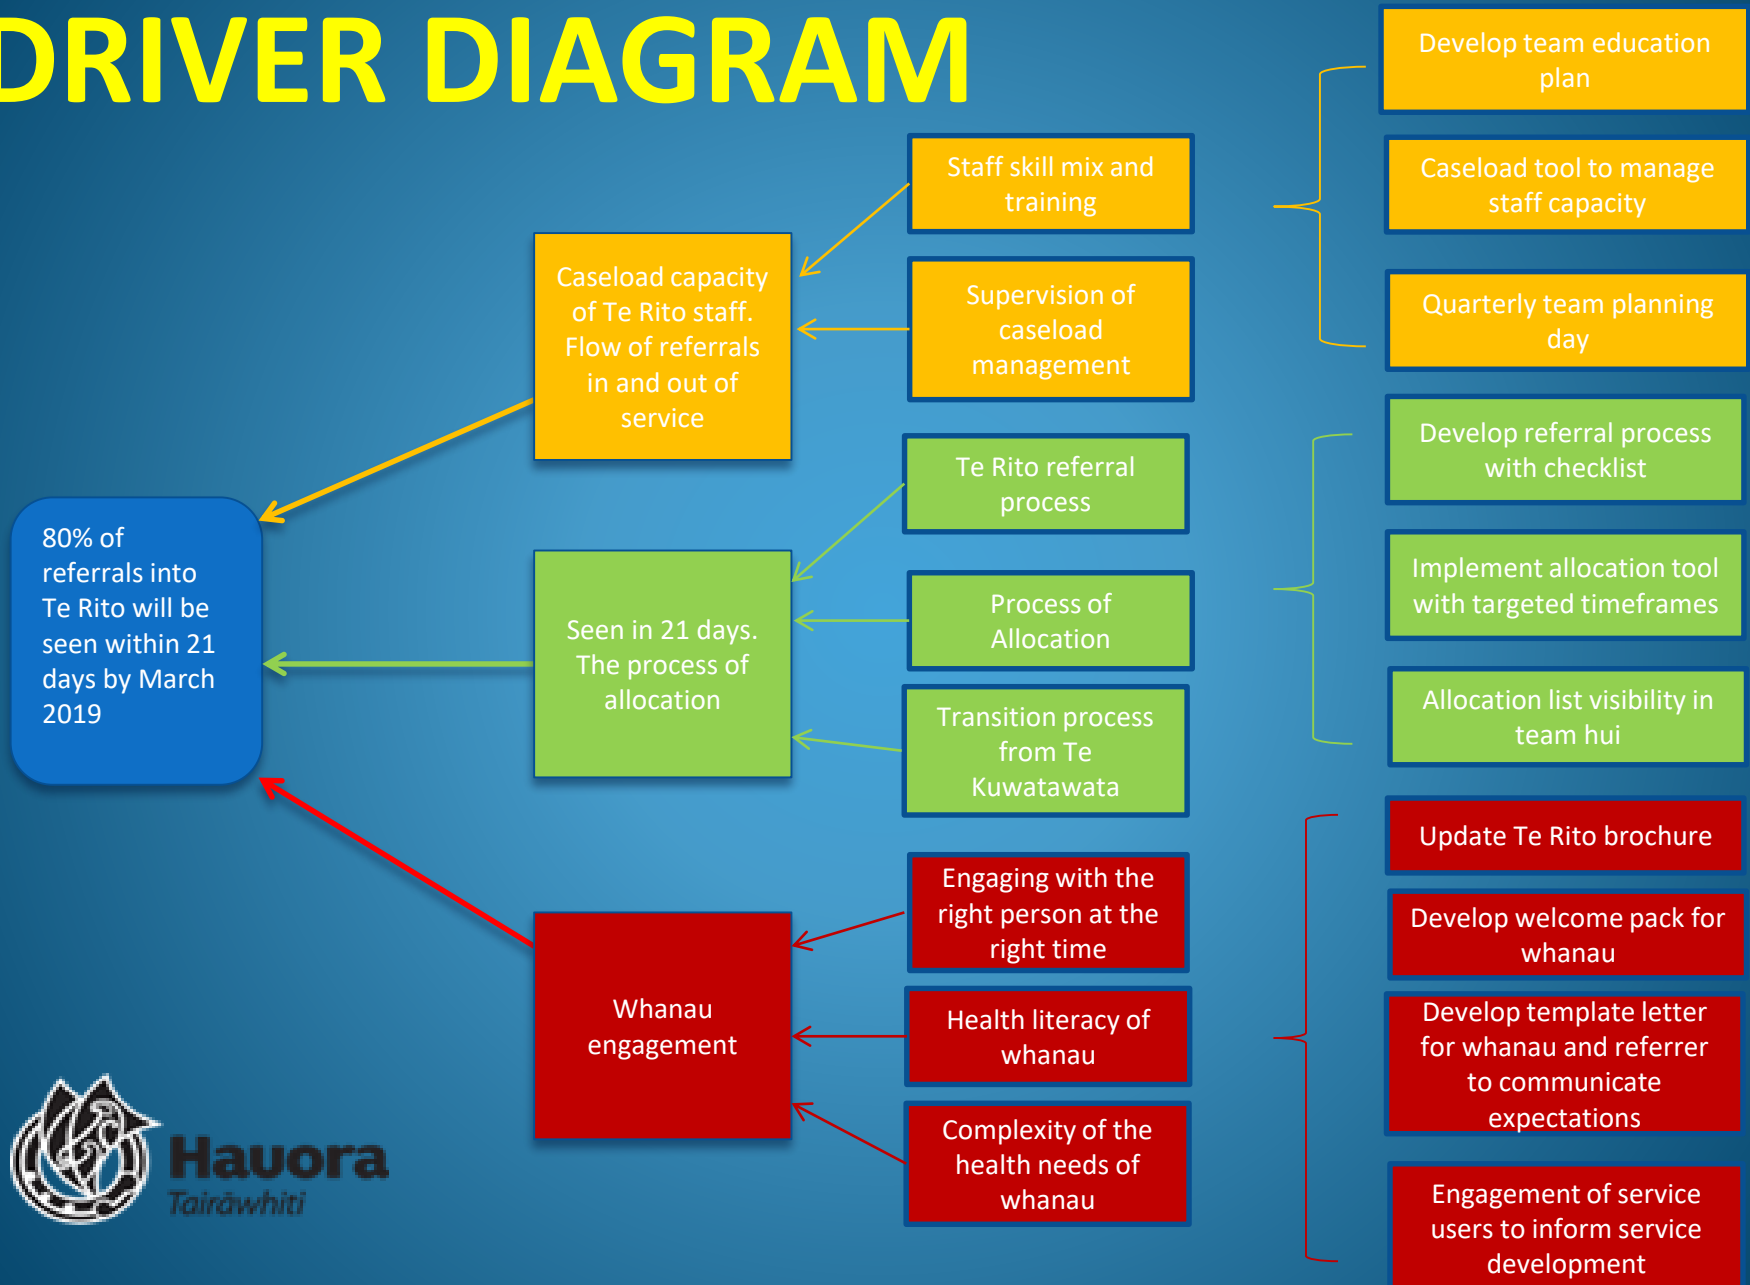 DRIVER DIAGRAM
80% of
referrals into
Te Rito will be
seen within 21
days by March
2019
Caseload capacity
of Te Rito staff.
Flow of referrals
in and out of
service
Seen in 21 days.
The process of
allocation
Whanau
engagement
Staff skill mix and
training
Supervision of
caseload
management
Te Rito referral
process
Process of
Allocation
Transition process
from Te
Kuwatawata
Engaging with the
right person at the
right time
Health literacy of
whanau
Complexity of the
health needs of
whanau
Develop team education
plan
Caseload tool to manage
staff capacity
Quarterly team planning
day
Develop referral process
with checklist
Implement allocation tool
with targeted timeframes
Allocation list visibility in
team hui
Update Te Rito brochure
Develop welcome pack for
whanau
Develop template letter
for whanau and referrer
to communicate
expectations
Engagement of service
users to inform service
development
Hauora
Tairāwhiti